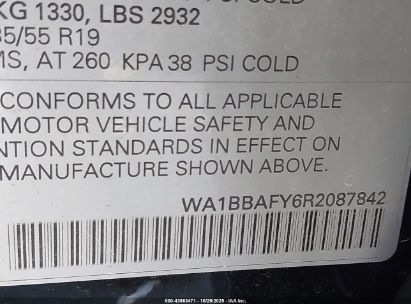 KG 1330, LBS 2932
35/55 R19
MS, AT 260 KPA 38 PSI COLD
CONFORMS TO ALL APPLICABLE
MOTOR VEHICLE SAFETY AND
NTION STANDARDS IN EFFECT ON
MANUFACTURE SHOWN ABOVE.
WA1BBAFY6R2087842